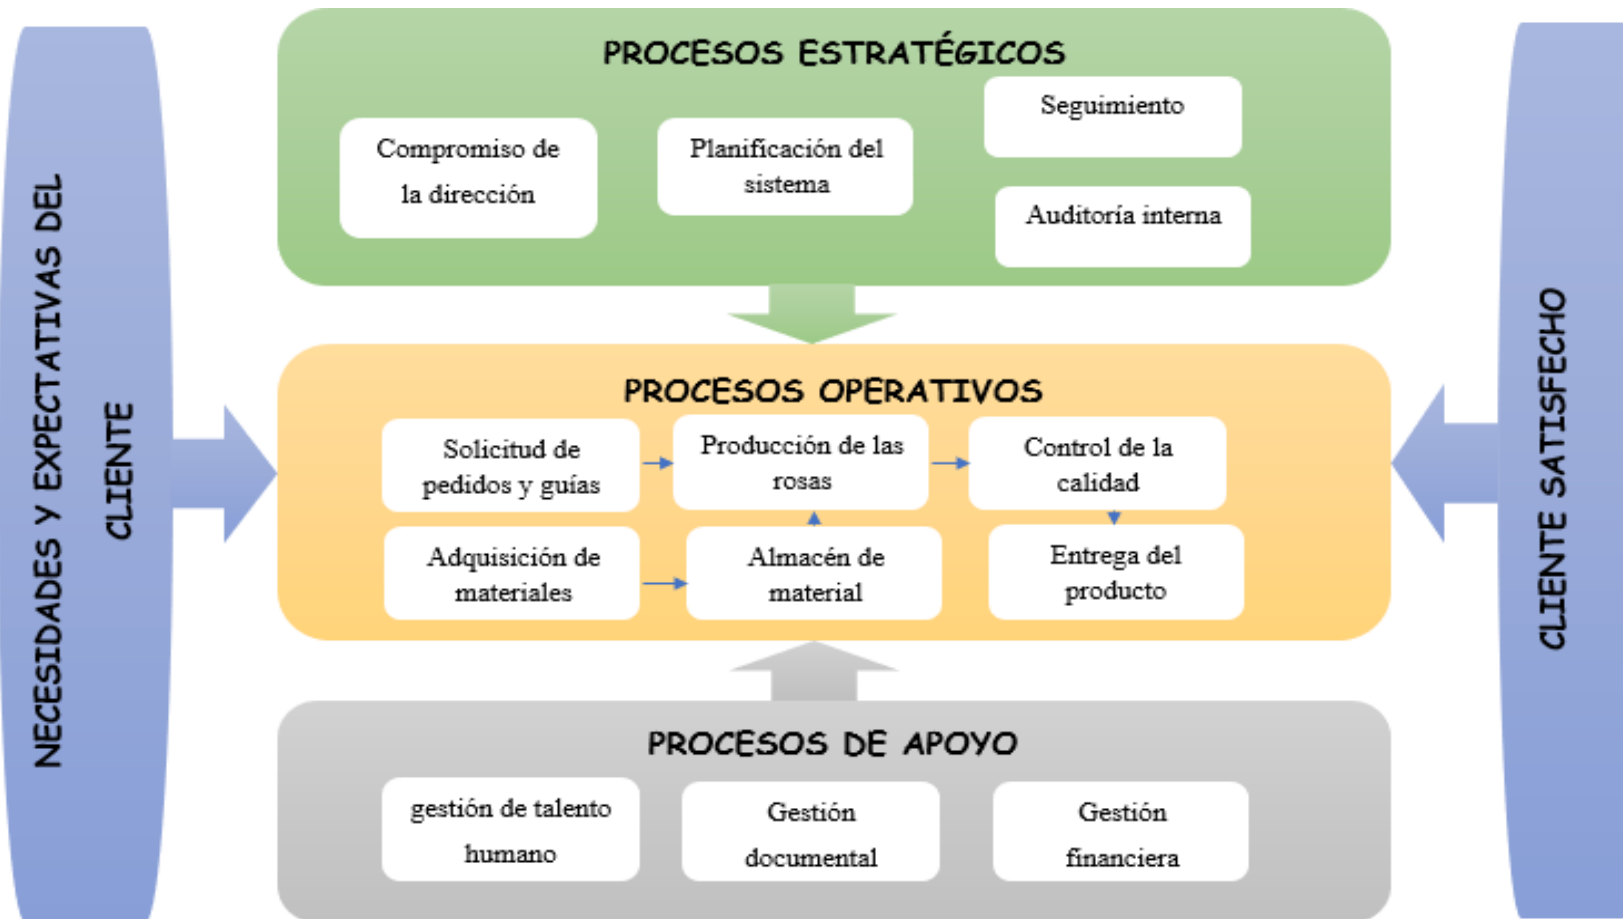 NECESIDADES Y EXPECTATIVAS DEL
CLIENTE
PROCESOS ESTRATÉGICOS
Compromiso de
la dirección
Planificación del
sistema
Seguimiento
Auditoría interna
PROCESOS OPERATIVOS
Solicitud de
pedidos y guías
Producción de las
rosas
Control de la
calidad
Adquisición de
materiales
Almacén de
material
Entrega del
producto
PROCESOS DE APOYO
gestión de talento
humano
Gestión
documental
Gestión
financiera
CLIENTE SATISFECHO